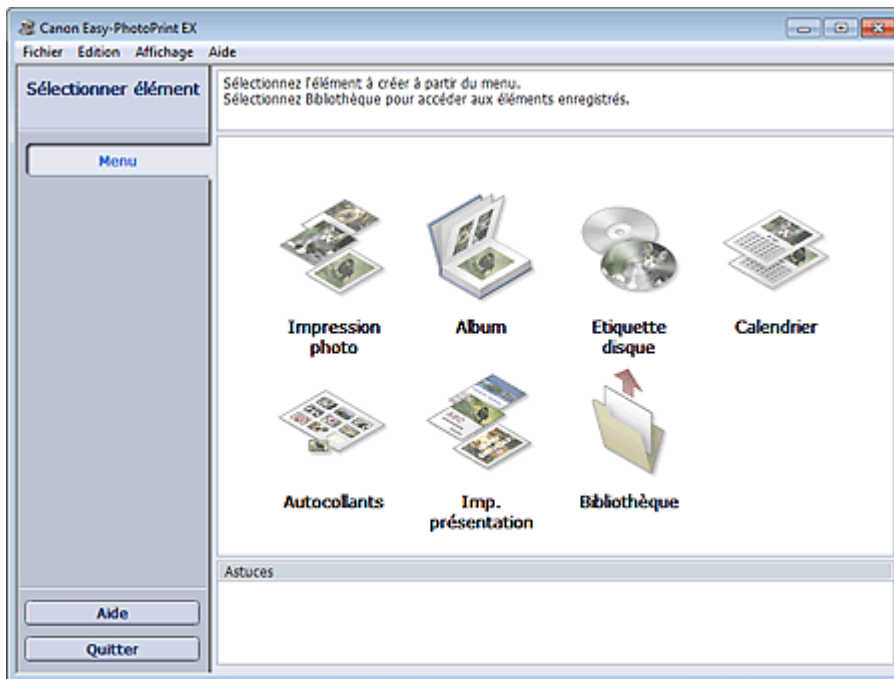 Canon Easy-PhotoPrint EX
Fichier Edition Affichage Aide
Sélectionner élément
Sélectionnez l'élément à créer à partir du menu.
Sélectionnez Bibliothèque pour accéder aux éléments enregistrés.
Menu
Impression
photo
Album
Etiquette
disque
Calendrier
Autocollants
Imp.
présentation
Bibliothèque
Astuces
Aide
Quitter